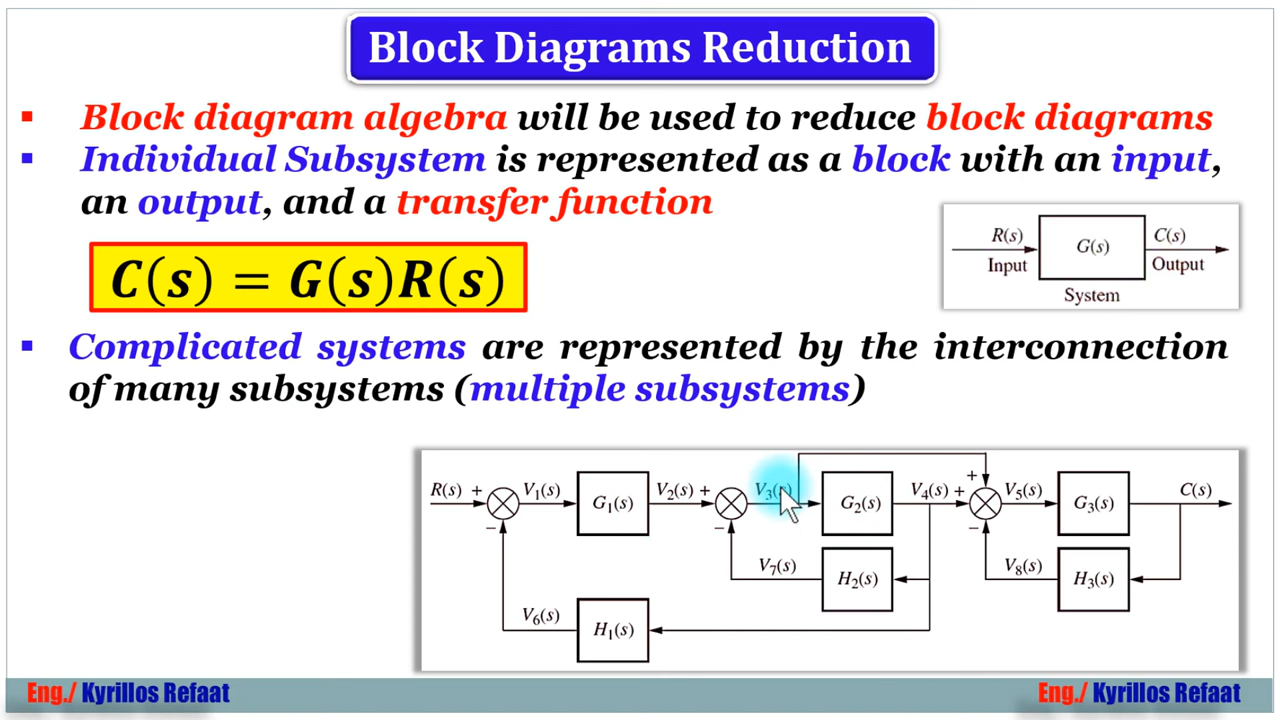 Block Diagrams Reduction
▪ Block diagram algebra will be used to reduce block diagrams
▪ Individual Subsystem is represented as a block with an input,
an output, and a transfer function
R(s)
Input
G(s)
C(s)
Output
System
C(s) = G(s)R(s)
▪ Complicated systems are represented by the interconnection
of many subsystems (multiple subsystems)
R(s) + V₁(s) G₁(s) V₂(s) + V₃(s) G₂(s) V₄(s) + + V₅(s) G₃(s) C(s)
− − −
V₇(s) H₂(s) V₈(s) H₃(s)
V₆(s) H₁(s)
Eng./ Kyrillos Refaat
Eng./ Kyrillos Refaat